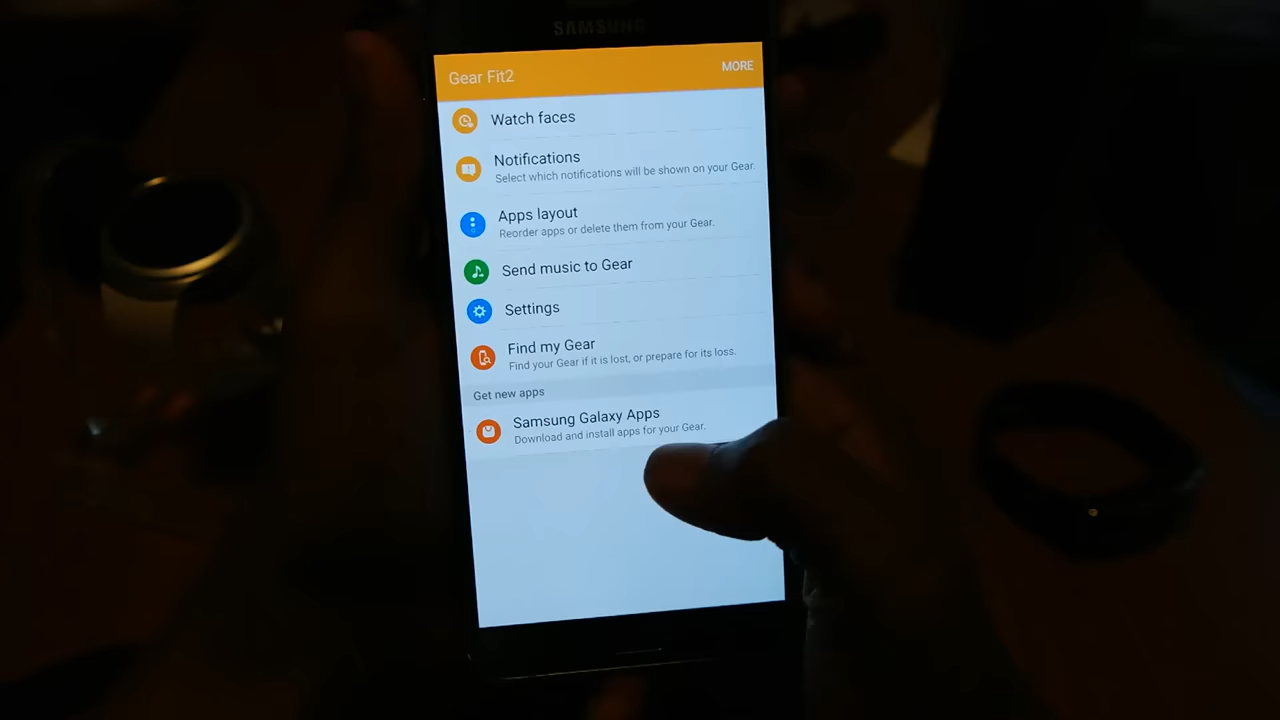 SAMSUNG
Gear Fit2
MORE
Watch faces
Notifications
Select which notifications will be shown on your Gear.
Apps layout
Reorder apps or delete them from your Gear.
Send music to Gear
Settings
Find my Gear
Find your Gear if it is lost, or prepare for its loss.
Get new apps
Samsung Galaxy Apps
Download and install apps for your Gear.